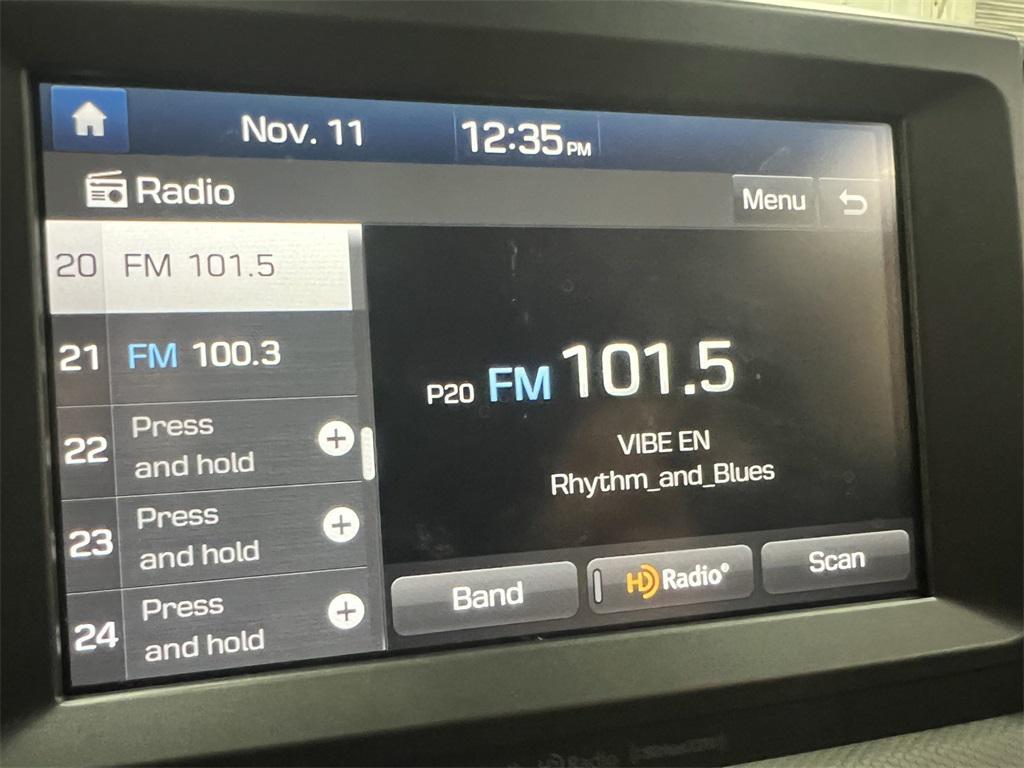 Nov. 11
12:35 PM
Radio
Menu
20 FM 101.5
21 FM 100.3
22 Press
and hold
23 Press
and hold
24 Press
and hold
P20 FM 101.5
VIBE EN
Rhythm_and_Blues
Band
HD Radio®
Scan